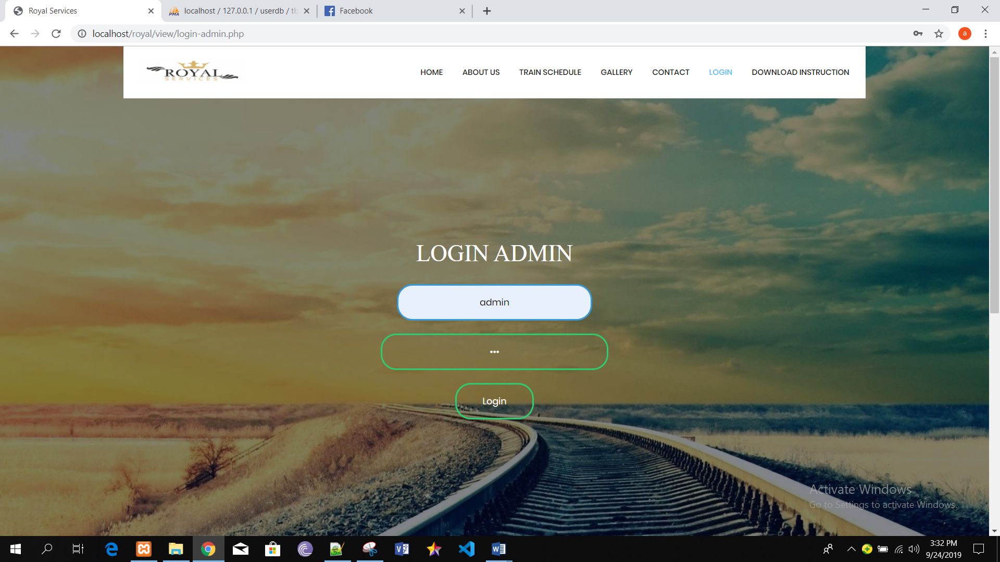 Royal Services
localhost / 127.0.0.1 / userdb / tb
Facebook
localhost/royal/view/login-admin.php
a
ROYAL
SERVICES
HOME
ABOUT US
TRAIN SCHEDULE
GALLERY
CONTACT
LOGIN
DOWNLOAD INSTRUCTION
LOGIN ADMIN
admin
•••
Login
Activate Windows
Go to Settings to activate Windows.
3:32 PM
9/24/2019